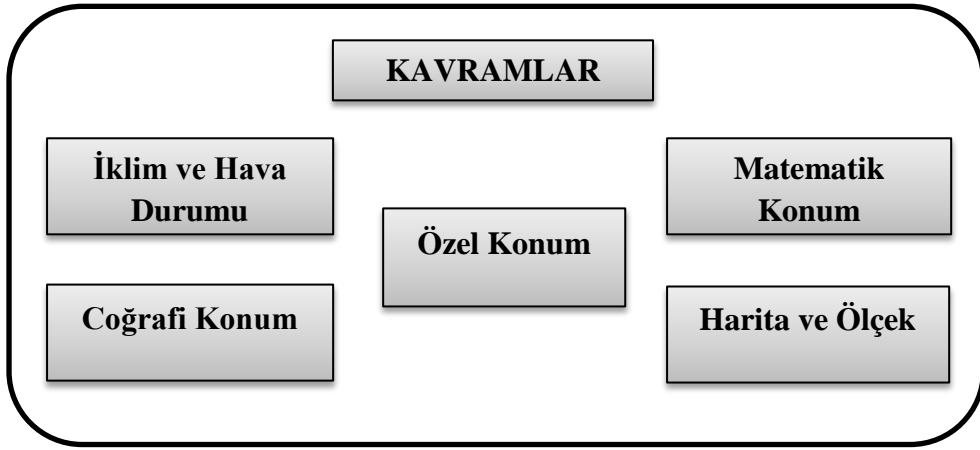 KAVRAMLAR
İklim ve Hava
Durumu
Matematik
Konum
Özel Konum
Coğrafi Konum
Harita ve Ölçek